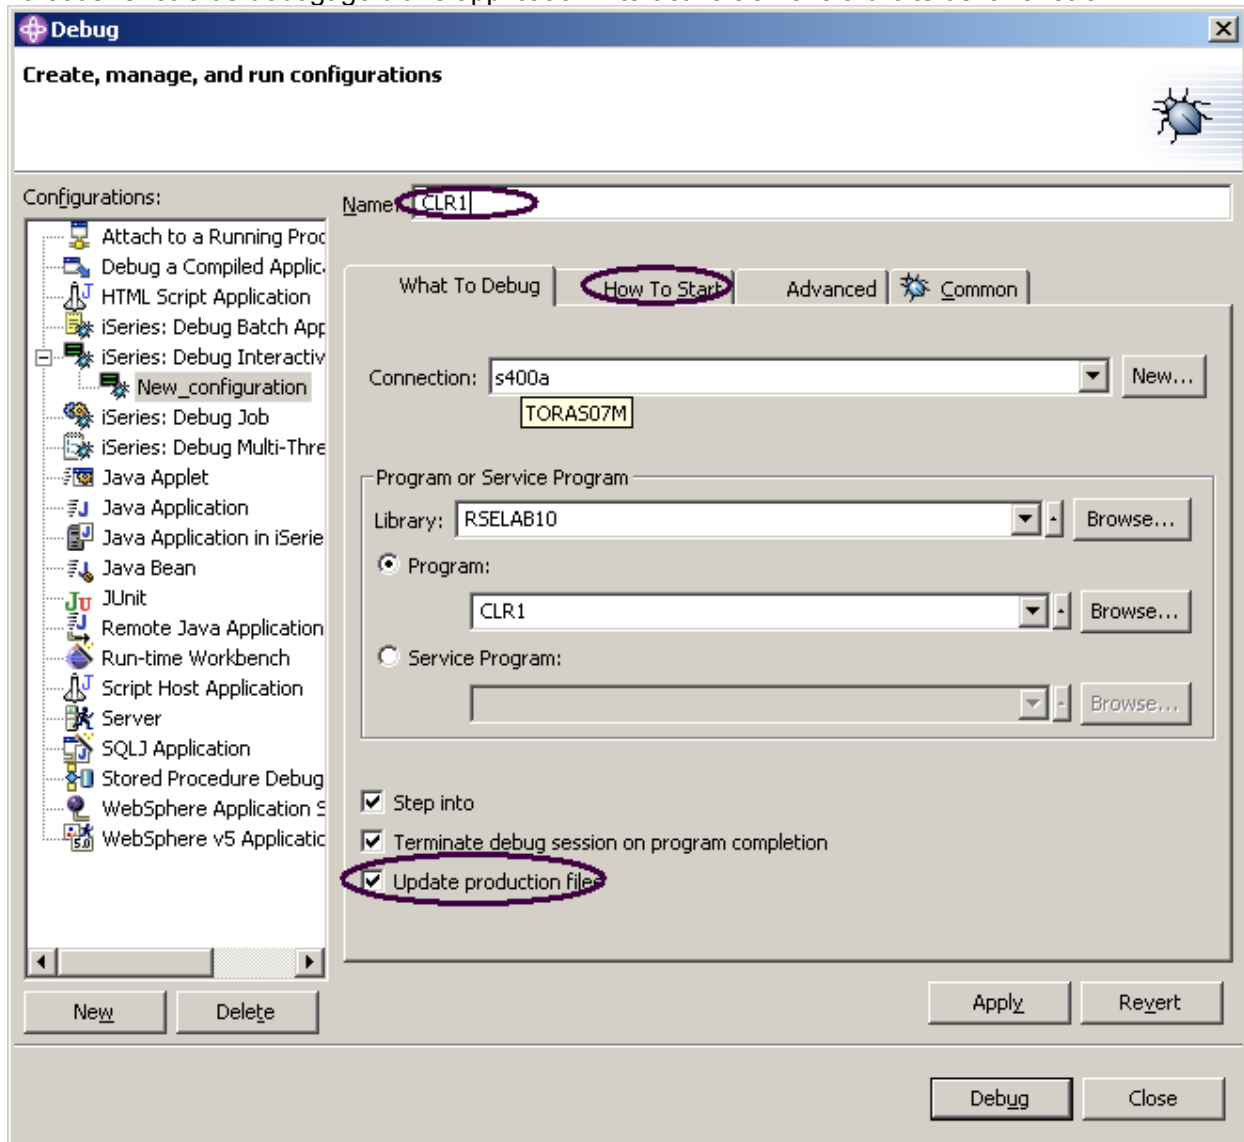 Debug
Create, manage, and run configurations
Configurations:
Name: CLR1
Attach to a Running Proc
Debug a Compiled Applic
HTML Script Application
iSeries: Debug Batch App
iSeries: Debug Interactiv
New_configuration
iSeries: Debug Job
iSeries: Debug Multi-Thre
Java Applet
Java Application
Java Application in iSerie
Java Bean
JUnit
Remote Java Application
Run-time Workbench
Script Host Application
Server
SQLJ Application
Stored Procedure Debug
WebSphere Application S
WebSphere v5 Applicatic
What To Debug How To Start Advanced Common
Connection: s400a New...
TORAS07M
Program or Service Program
Library: RSELAB10 Browse...
Program:
CLR1 Browse...
Service Program:
Browse...
Step into
Terminate debug session on program completion
Update production files
New Delete
Apply Revert
Debug Close